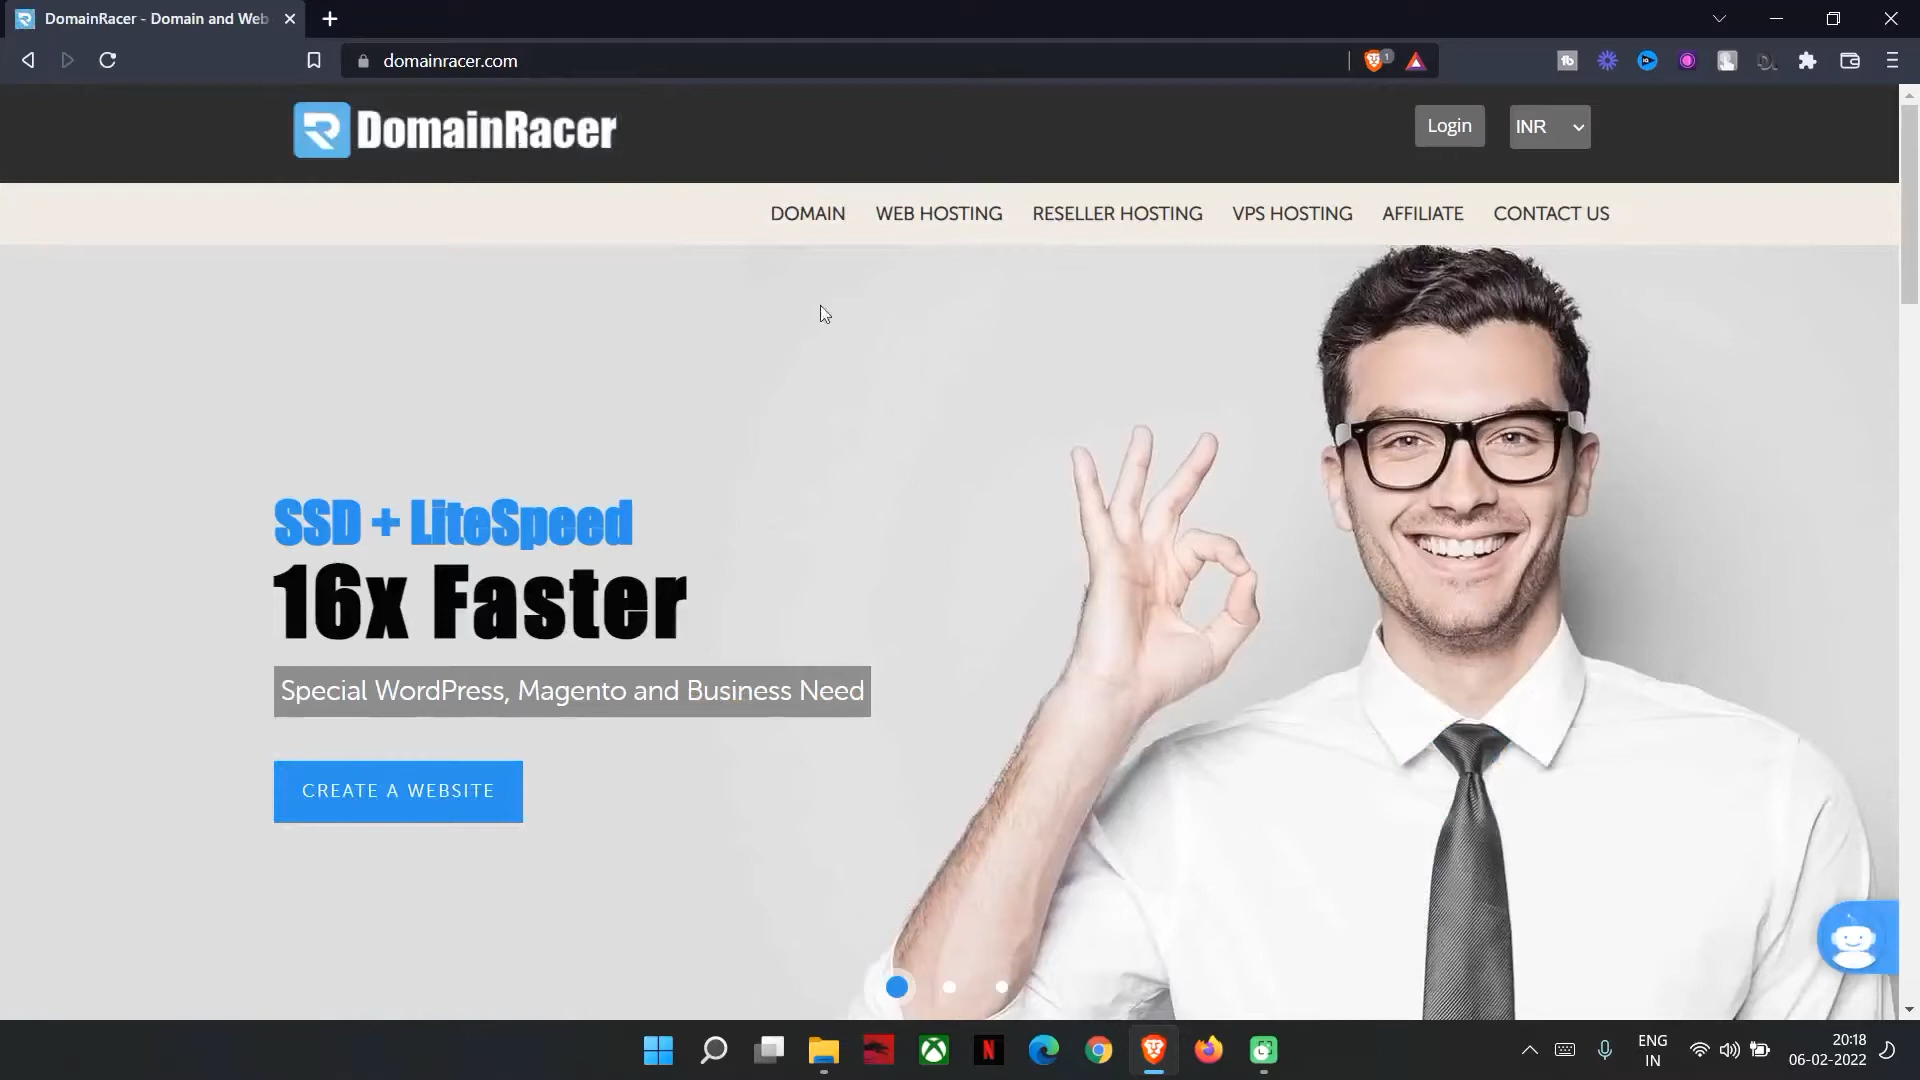 DomainRacer - Domain and Web
domainracer.com
1
DomainRacer
Login
INR
DOMAIN WEB HOSTING RESELLER HOSTING VPS HOSTING AFFILIATE CONTACT US
SSD + LiteSpeed
16x Faster
Special WordPress, Magento and Business Need
CREATE A WEBSITE
ENG
IN
20:18
06-02-2022